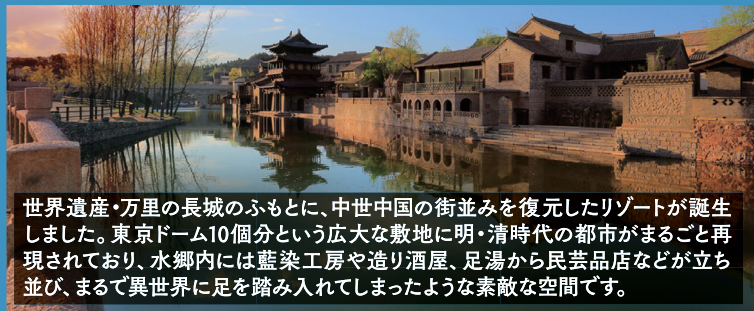 世界遺産・万里の長城のふもとに、中世中国の街並みを復元したリゾートが誕生
しました。東京ドーム10個分という広大な敷地に明・清時代の都市がまるごと再
現されており、水郷内には藍染工房や造り酒屋、足湯から民芸品店などが立ち
並び、まるで異世界に足を踏み入れてしまったような素敵な空間です。